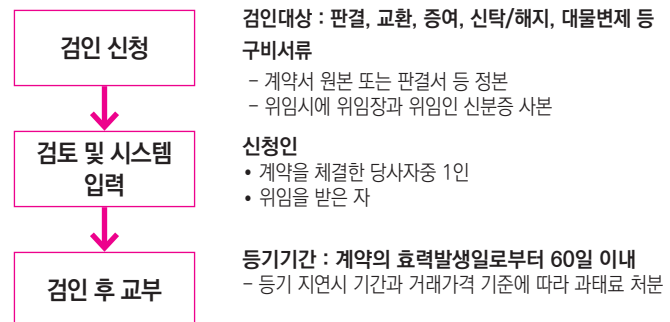 검인 신청
검인대상 : 판결, 교환, 증여, 신탁/해지, 대물변제 등
구비서류
- 계약서 원본 또는 판결서 등 정본
- 위임시에 위임장과 위임인 신분증 사본
검토 및 시스템
입력
신청인
• 계약을 체결한 당사자중 1인
• 위임을 받은 자
검인 후 교부
등기기간 : 계약의 효력발생일로부터 60일 이내
- 등기 지연시 기간과 거래가격 기준에 따라 과태료 처분